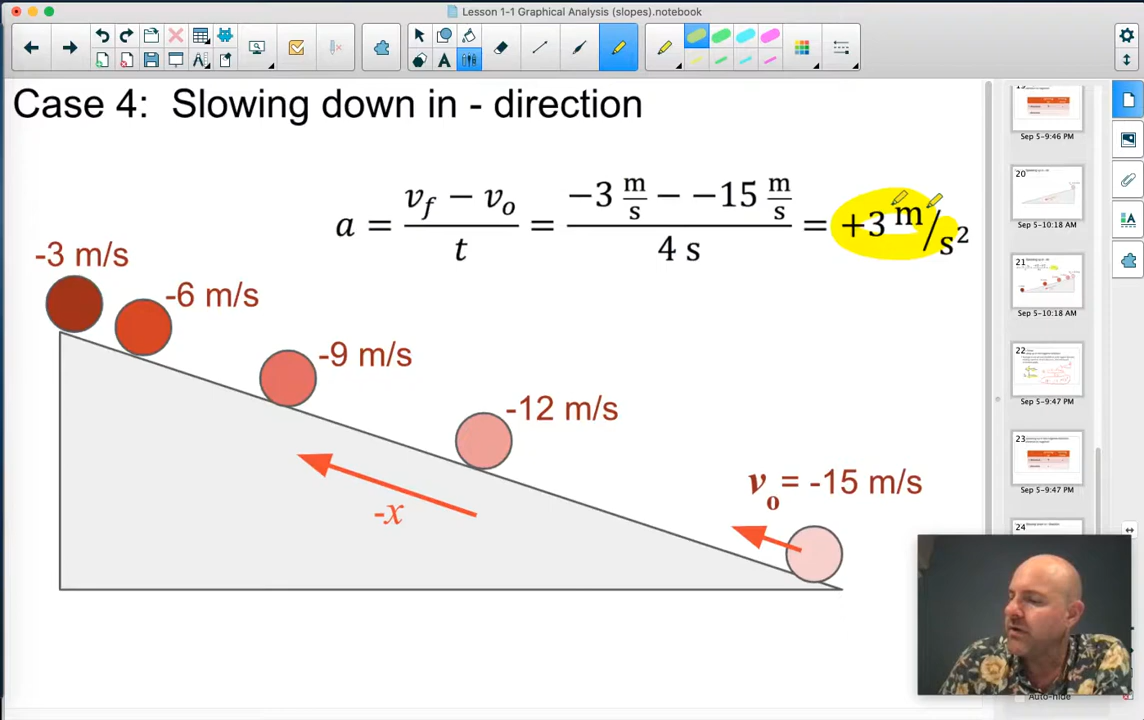 Lesson 1-1 Graphical Analysis (slopes).notebook
Case 4: Slowing down in - direction
a = (v_f − v_o)/t = (−3 m/s − −15 m/s)/(4 s) = +3 m/s²
-3 m/s
-6 m/s
-9 m/s
-12 m/s
v_o = -15 m/s
-x
Sep 5-9:46 PM
20
Sep 5-10:18 AM
21
Sep 5-10:18 AM
22
Sep 5-9:47 PM
23
Sep 5-9:47 PM
24
Auto-hide